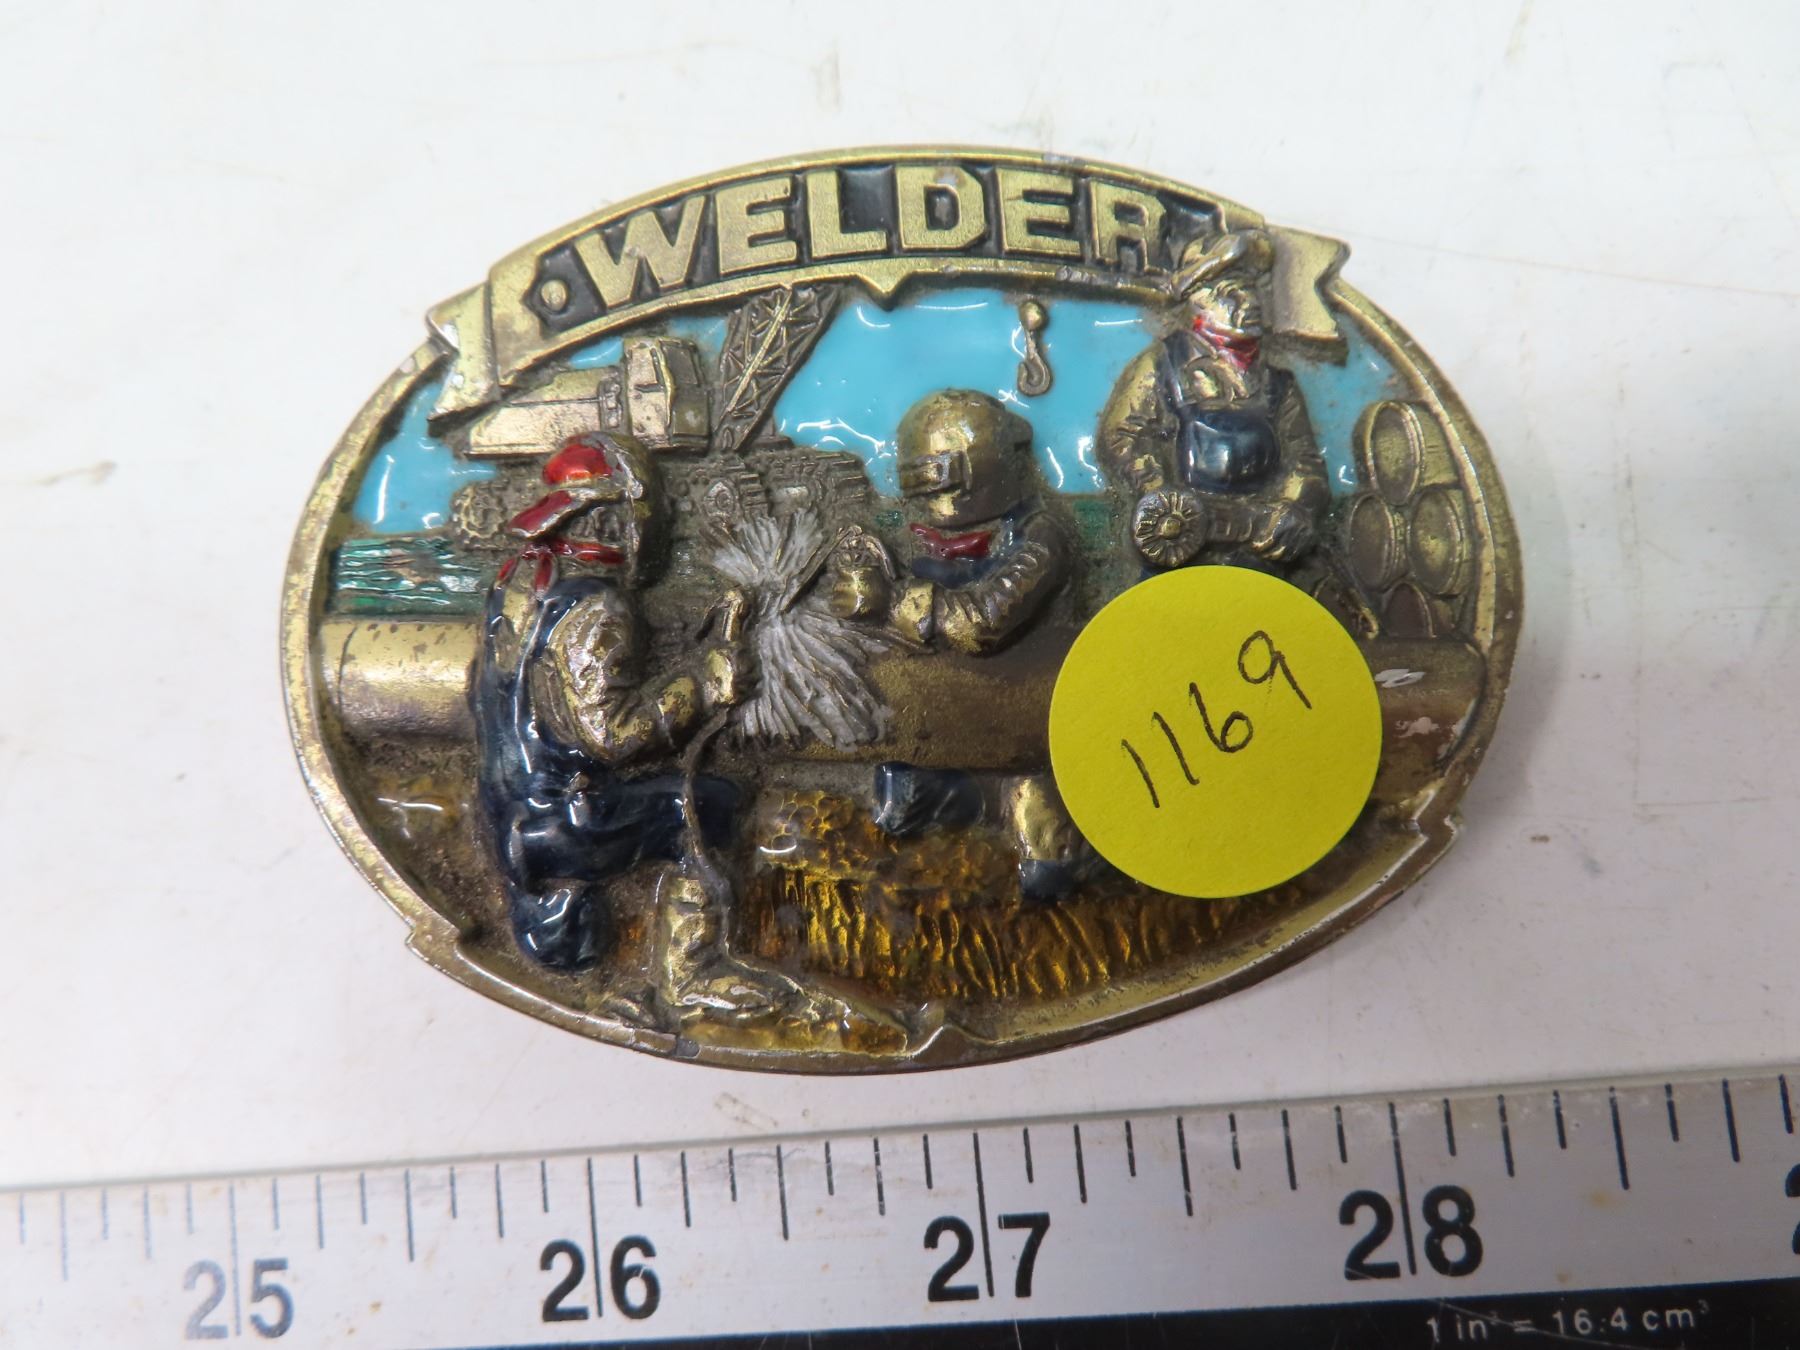 WELDER
1169
25 26 27 28
1 in³ = 16.4 cm³